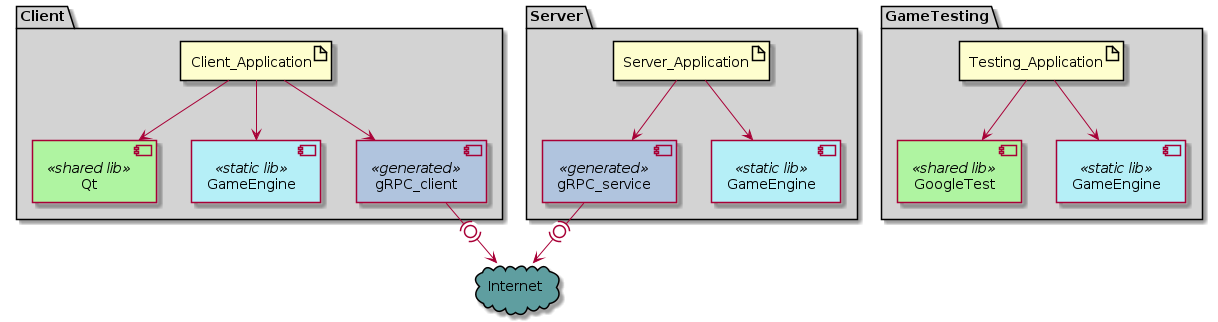 Client
Server
GameTesting
Client_Application
Server_Application
Testing_Application
«shared lib»
Qt
«static lib»
GameEngine
«generated»
gRPC_client
«generated»
gRPC_service
«static lib»
GameEngine
«shared lib»
GoogleTest
«static lib»
GameEngine
Internet